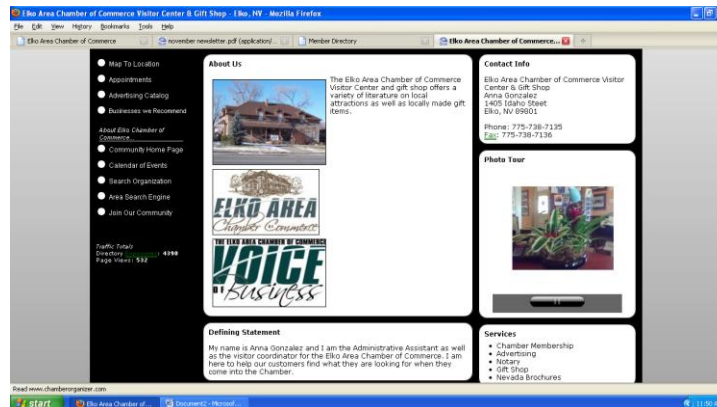 Elko Area Chamber of Commerce Visitor Center & Gift Shop - Elko, NV - Mozilla Firefox
File Edit View History Bookmarks Tools Help
Elko Area Chamber of Commerce
november newsletter.pdf (application/...
Member Directory
Elko Area Chamber of Commerce...
Map To Location
Appointments
Advertising Catalog
Businesses we Recommend
About Elko Chamber of
Commerce...
Community Home Page
Calendar of Events
Search Organization
Area Search Engine
Join Our Community
Traffic Totals
Directory : 4390
Page Views: 532
About Us
The Elko Area Chamber of Commerce
Visitor Center and gift shop offers a
variety of literature on local
attractions as well as locally made gift
items.
ELKO AREA
Chamber Commerce
THE ELKO AREA CHAMBER OF COMMERCE
VOICE
OF Business
Defining Statement
My name is Anna Gonzalez and I am the Administrative Assistant as well
as the visitor coordinator for the Elko Area Chamber of Commerce. I am
here to help our customers find what they are looking for when they
come into the Chamber.
Contact Info
Elko Area Chamber of Commerce Visitor
Center & Gift Shop
Anna Gonzalez
1405 Idaho Steet
Elko, NV 89801
Phone: 775-738-7135
Fax: 775-738-7136
Photo Tour
Services
Chamber Membership
Advertising
Notary
Gift Shop
Nevada Brochures
Read www.chamberorganizer.com
start
Elko Area Chamber of...
Document2 - Microsof...
11:50 A